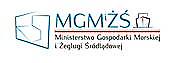 MGMiŻŚ
Ministerstwo Gospodarki Morskiej
i Żeglugi Śródlądowej